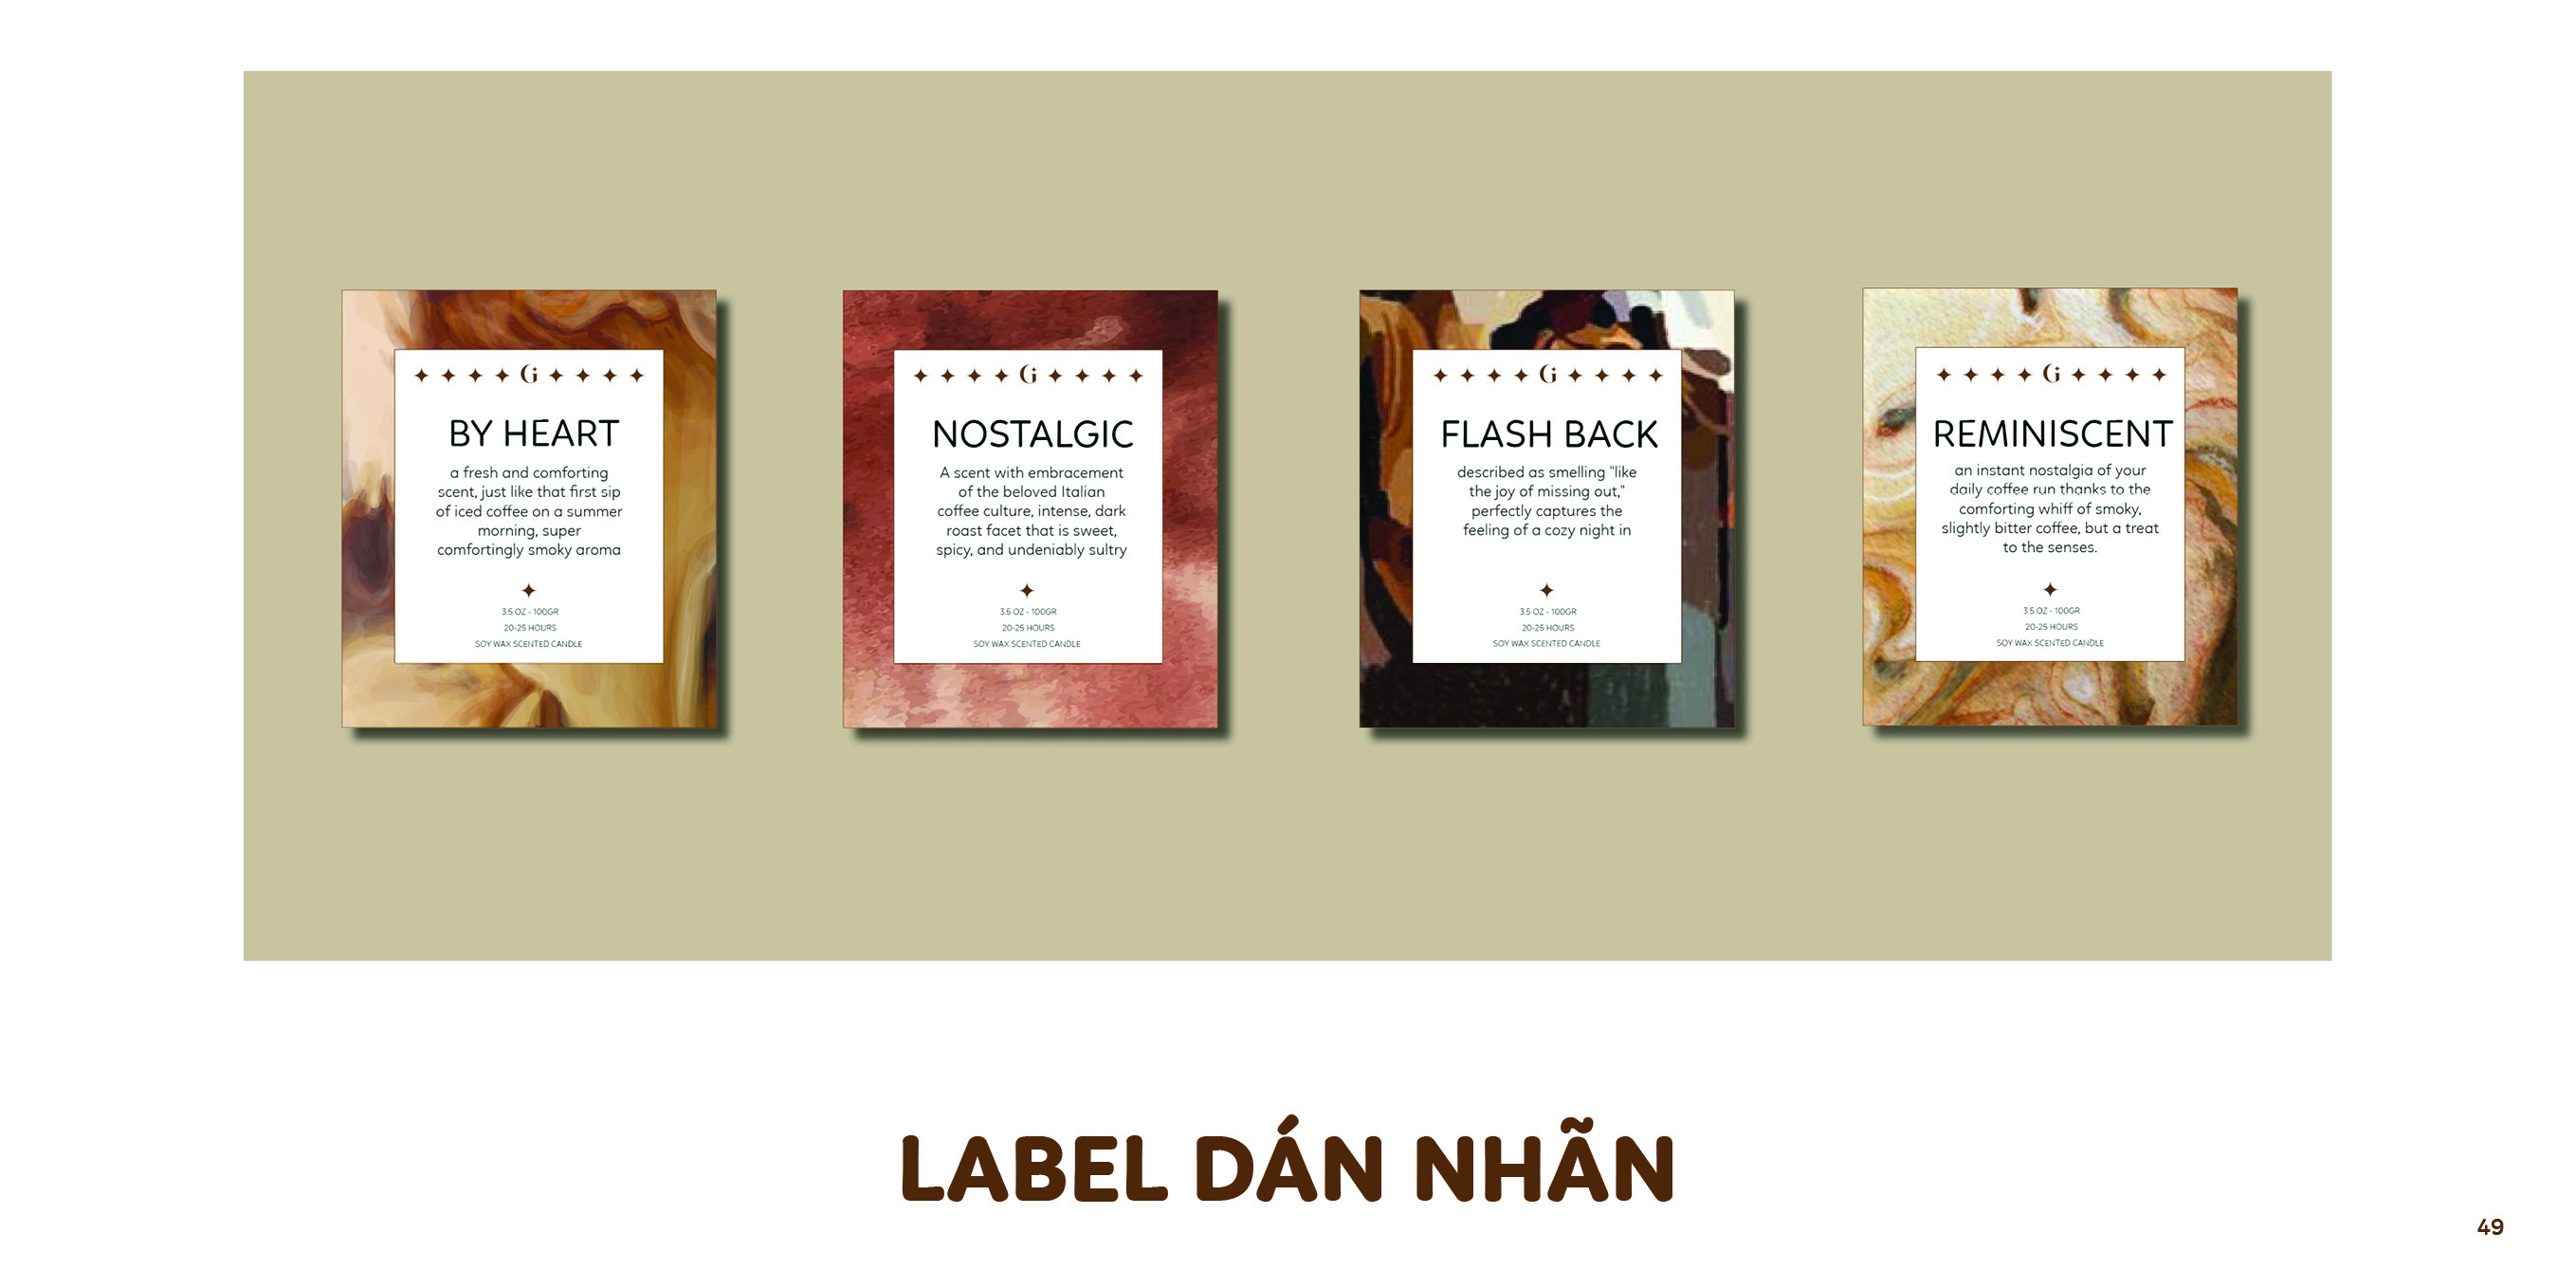 ✦ ✦ ✦ ✦ G ✦ ✦ ✦ ✦
BY HEART
a fresh and comforting
scent, just like that first sip
of iced coffee on a summer
morning, super
comfortingly smoky aroma
✦
3.5 OZ - 100GR
20-25 HOURS
SOY WAX SCENTED CANDLE
✦ ✦ ✦ ✦ G ✦ ✦ ✦ ✦
NOSTALGIC
A scent with embracement
of the beloved Italian
coffee culture, intense, dark
roast facet that is sweet,
spicy, and undeniably sultry
✦
3.5 OZ - 100GR
20-25 HOURS
SOY WAX SCENTED CANDLE
✦ ✦ ✦ ✦ G ✦ ✦ ✦ ✦
FLASH BACK
described as smelling "like
the joy of missing out,"
perfectly captures the
feeling of a cozy night in
✦
3.5 OZ - 100GR
20-25 HOURS
SOY WAX SCENTED CANDLE
✦ ✦ ✦ ✦ G ✦ ✦ ✦ ✦
REMINISCENT
an instant nostalgia of your
daily coffee run thanks to the
comforting whiff of smoky,
slightly bitter coffee, but a treat
to the senses.
✦
3.5 OZ - 100GR
20-25 HOURS
SOY WAX SCENTED CANDLE
LABEL DÁN NHÃN
49